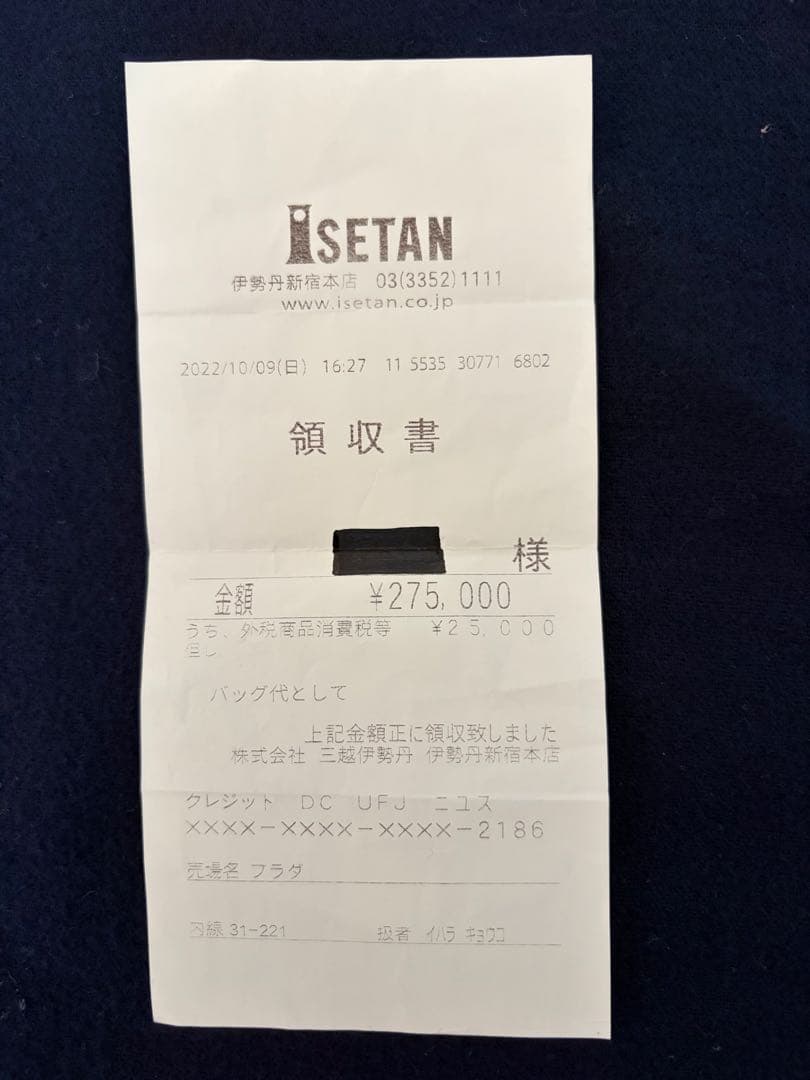 ISETAN
伊勢丹新宿本店 03(3352)1111
www.isetan.co.jp
2022/10/09(日) 16:27 11 5535 30771 6802
領収書
様
金額 ¥275,000
うち、外税商品消費税等 ¥25,000
但し、
バッグ代として
上記金額正に領収致しました
株式会社 三越伊勢丹 伊勢丹新宿本店
クレジット DC UFJ ニコス
××××-××××-××××-2186
売場名 プラダ
内線 31-221 扱者 イハラ キョウコ